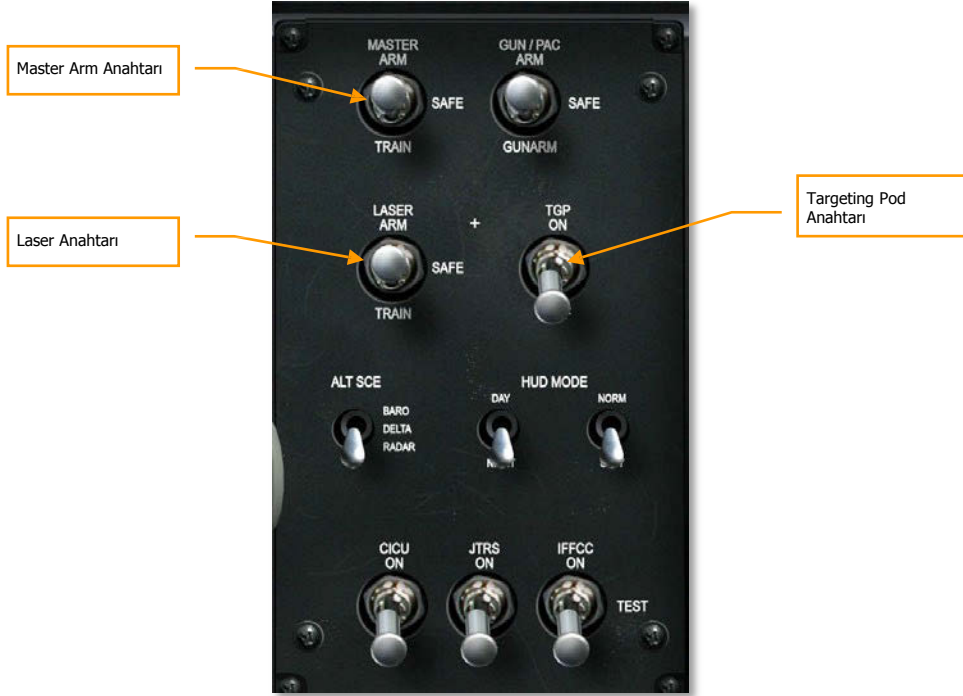 Master Arm Anahtarı
MASTER
ARM
SAFE
TRAIN
GUN / PAC
ARM
SAFE
GUNARM
Laser Anahtarı
LASER
ARM
SAFE
TRAIN
+
TGP
ON
Targeting Pod
Anahtarı
ALT SCE
BARO
DELTA
RADAR
HUD MODE
DAY
NORM
CICU
ON
JTRS
ON
IFFCC
ON
TEST